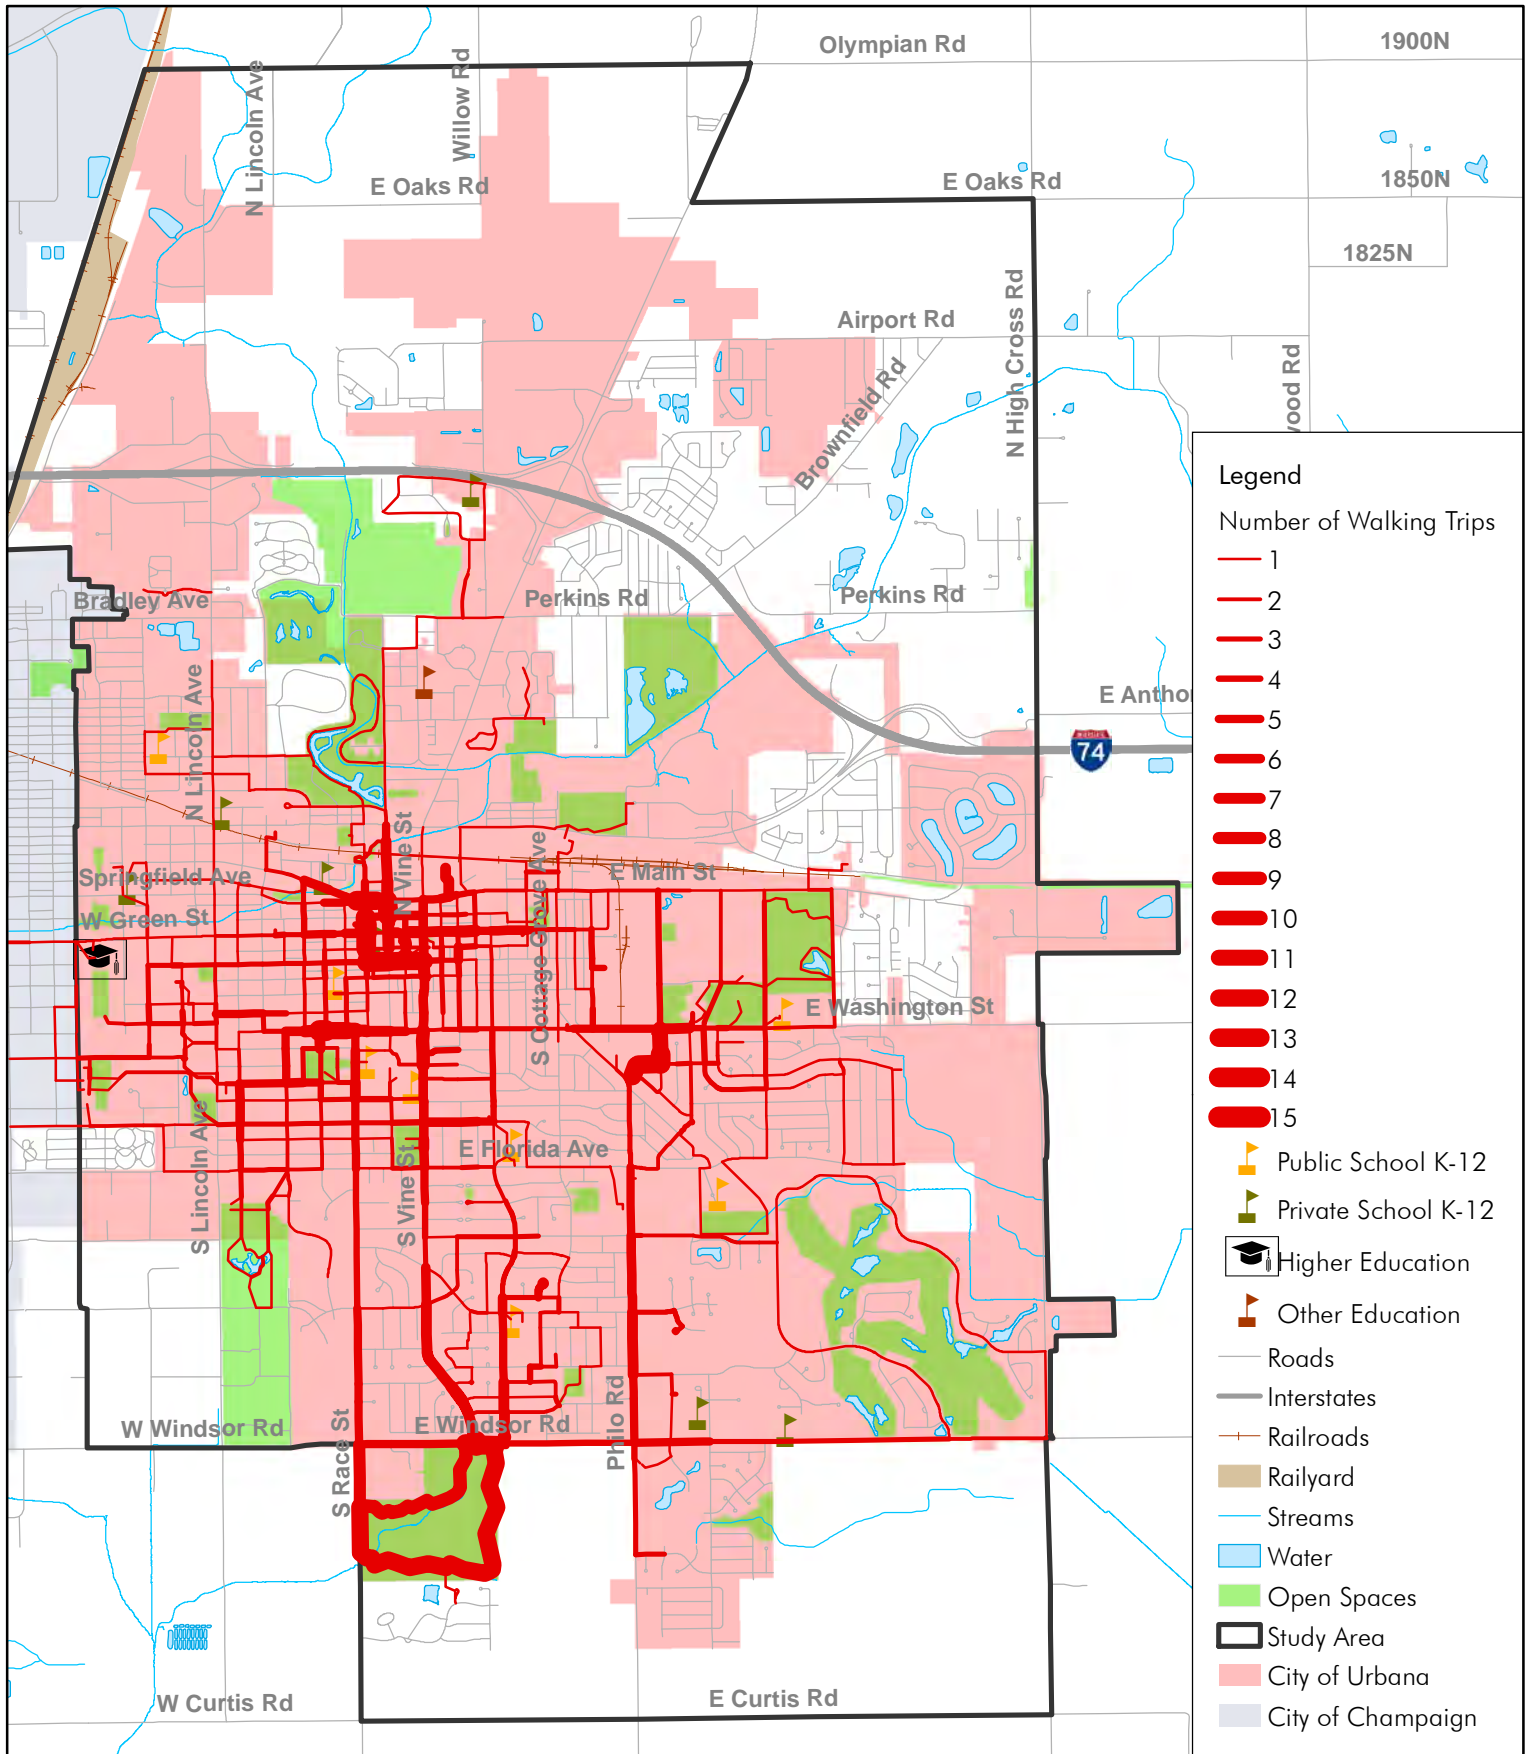 Olympian Rd
1900N
N Lincoln Ave
Willow Rd
E Oaks Rd
E Oaks Rd
1850N
1825N
N High Cross Rd
Airport Rd
Brownfield Rd
wood Rd
Bradley Ave
Perkins Rd
Perkins Rd
N Lincoln Ave
E Antho
74
N Vine St
S Cottage Grove Ave
E Main St
Springfield Ave
W Green St
E Washington St
S Lincoln Ave
E Florida Ave
S Vine St
W Windsor Rd
E Windsor Rd
S Race St
Philo Rd
W Curtis Rd
E Curtis Rd
Legend
Number of Walking Trips
1
2
3
4
5
6
7
8
9
10
11
12
13
14
15
Public School K-12
Private School K-12
Higher Education
Other Education
Roads
Interstates
Railroads
Railyard
Streams
Water
Open Spaces
Study Area
City of Urbana
City of Champaign